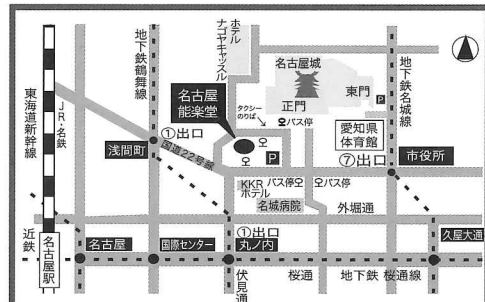 ホテル
ナゴヤキャッスル
地下鉄鶴舞線
名古屋城
東門
正門
地下鉄名城線
P
タクシー
のりば
バス停
名古屋
能楽堂
愛知県
体育館
JR・名鉄
東海道新幹線
①出口
浅間町
国道22号線
P
⑦出口
市役所
KKR
ホテル
バス停
バス停
名城病院
外堀通
近鉄
名古屋駅
名古屋
国際センター
①出口
丸ノ内
久屋大通
伏見通
桜通
地下鉄 桜通線